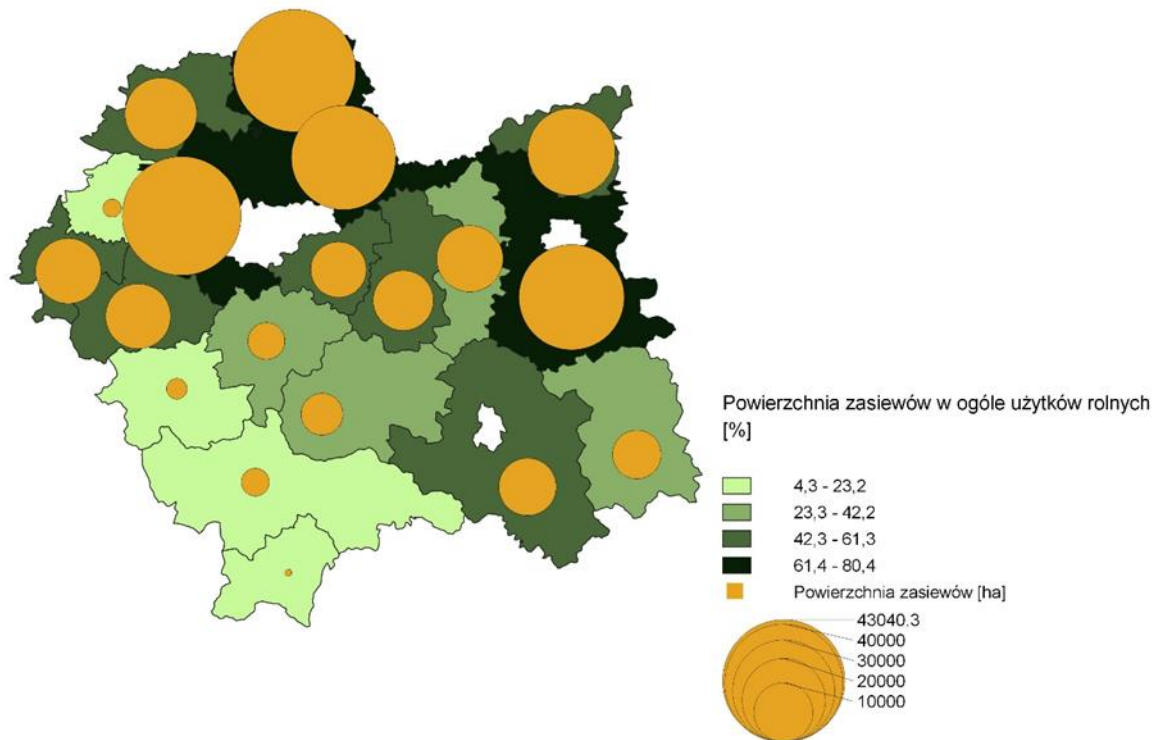 Powierzchnia zasiewów w ogóle użytków rolnych
[%]
4,3 - 23,2
23,3 - 42,2
42,3 - 61,3
61,4 - 80,4
Powierzchnia zasiewów [ha]
43040.3
40000
30000
20000
10000